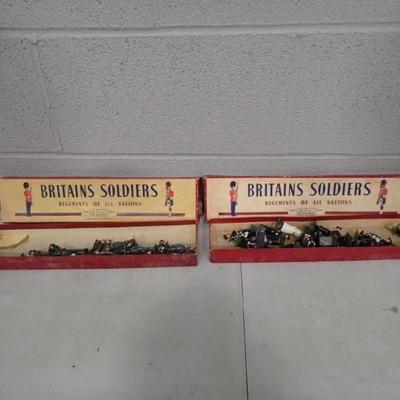 BRITAINS SOLDIERS
REGIMENTS OF ALL NATIONS
BRITAINS SOLDIERS
REGIMENTS OF ALL NATIONS